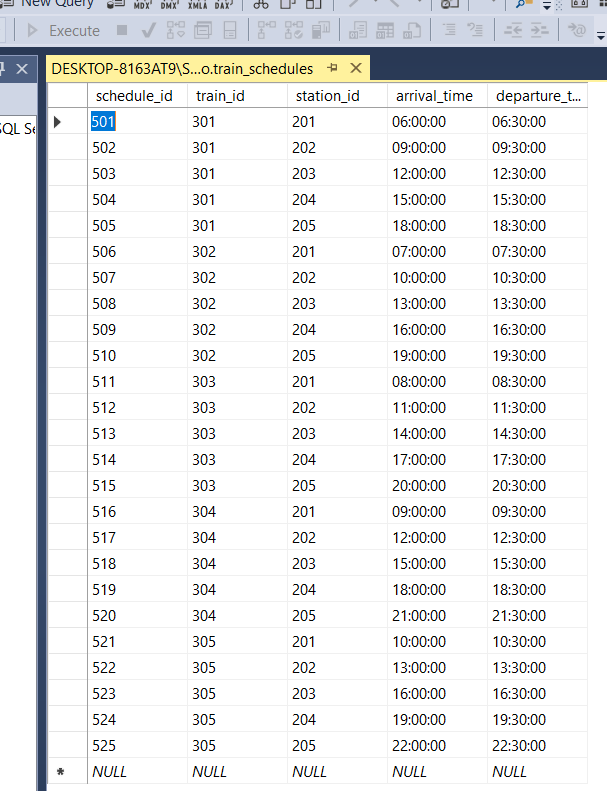 New Query MDX DMX XMLA DAX
Execute
DESKTOP-8163AT9\S...o.train_schedules
SQL Se
schedule_id train_id station_id arrival_time departure_t...
501 301 201 06:00:00 06:30:00
502 301 202 09:00:00 09:30:00
503 301 203 12:00:00 12:30:00
504 301 204 15:00:00 15:30:00
505 301 205 18:00:00 18:30:00
506 302 201 07:00:00 07:30:00
507 302 202 10:00:00 10:30:00
508 302 203 13:00:00 13:30:00
509 302 204 16:00:00 16:30:00
510 302 205 19:00:00 19:30:00
511 303 201 08:00:00 08:30:00
512 303 202 11:00:00 11:30:00
513 303 203 14:00:00 14:30:00
514 303 204 17:00:00 17:30:00
515 303 205 20:00:00 20:30:00
516 304 201 09:00:00 09:30:00
517 304 202 12:00:00 12:30:00
518 304 203 15:00:00 15:30:00
519 304 204 18:00:00 18:30:00
520 304 205 21:00:00 21:30:00
521 305 201 10:00:00 10:30:00
522 305 202 13:00:00 13:30:00
523 305 203 16:00:00 16:30:00
524 305 204 19:00:00 19:30:00
525 305 205 22:00:00 22:30:00
NULL NULL NULL NULL NULL